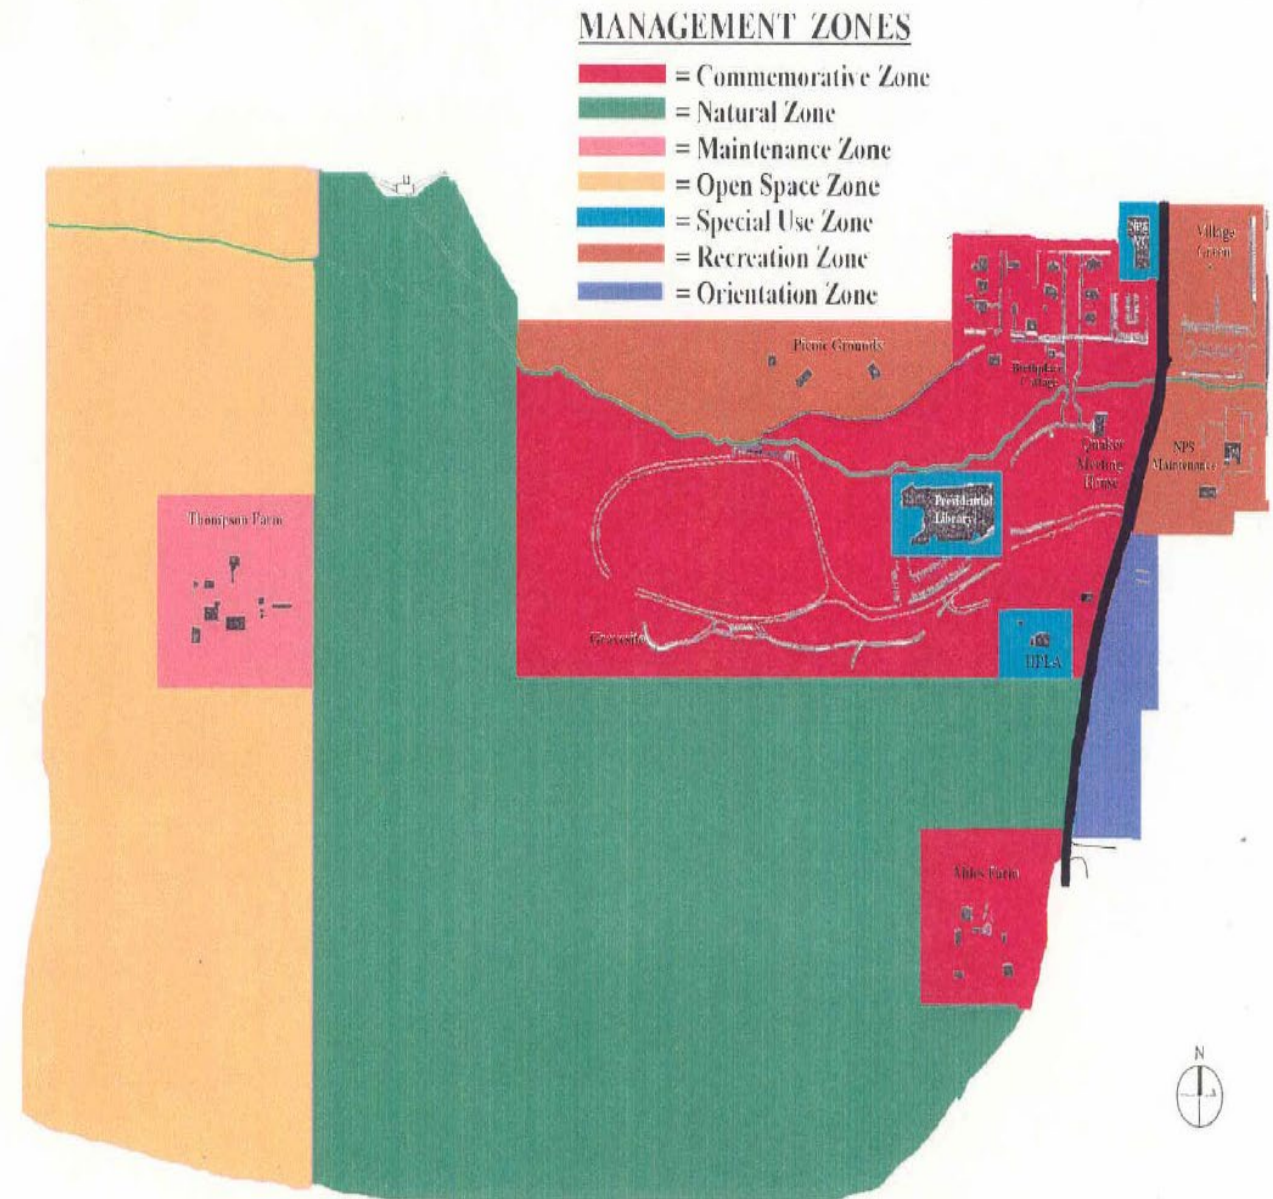 MANAGEMENT ZONES
= Commemorative Zone
= Natural Zone
= Maintenance Zone
= Open Space Zone
= Special Use Zone
= Recreation Zone
= Orientation Zone
Village
Green
Picnic Grounds
Birthplace
Cottage
Quaker
Meeting
House
NPS
Maintenance
Presidential
Library
Thompson Farm
Gravesite
HPLA
Miles Farm
N